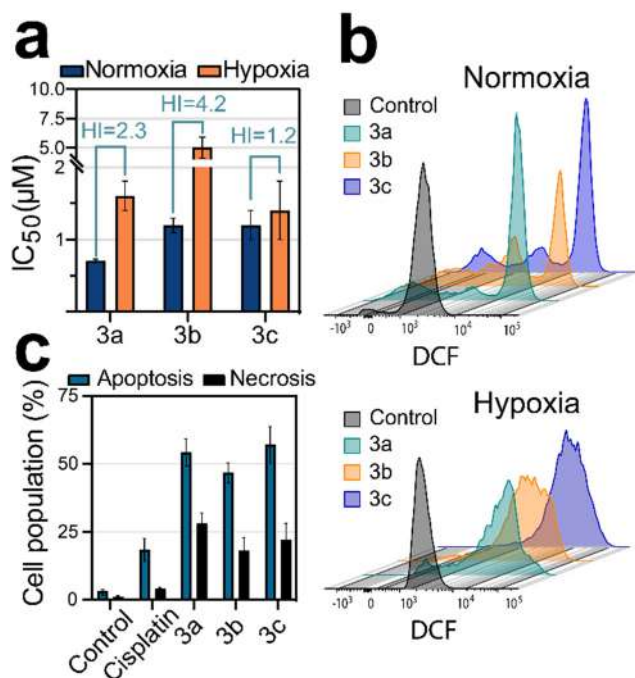 a
Normoxia Hypoxia
10.0
HI=4.2
HI=2.3
HI=1.2
5.0
2
1
IC50(µM)
3a 3b 3c
b
Normoxia
Control
3a
3b
3c
-10³ 0 10³ 10⁴ 10⁵
DCF
c
Apoptosis Necrosis
75
50
25
0
Cell population (%)
Control Cisplatin 3a 3b 3c
Hypoxia
Control
3a
3b
3c
-10³ 0 10³ 10⁴ 10⁵
DCF